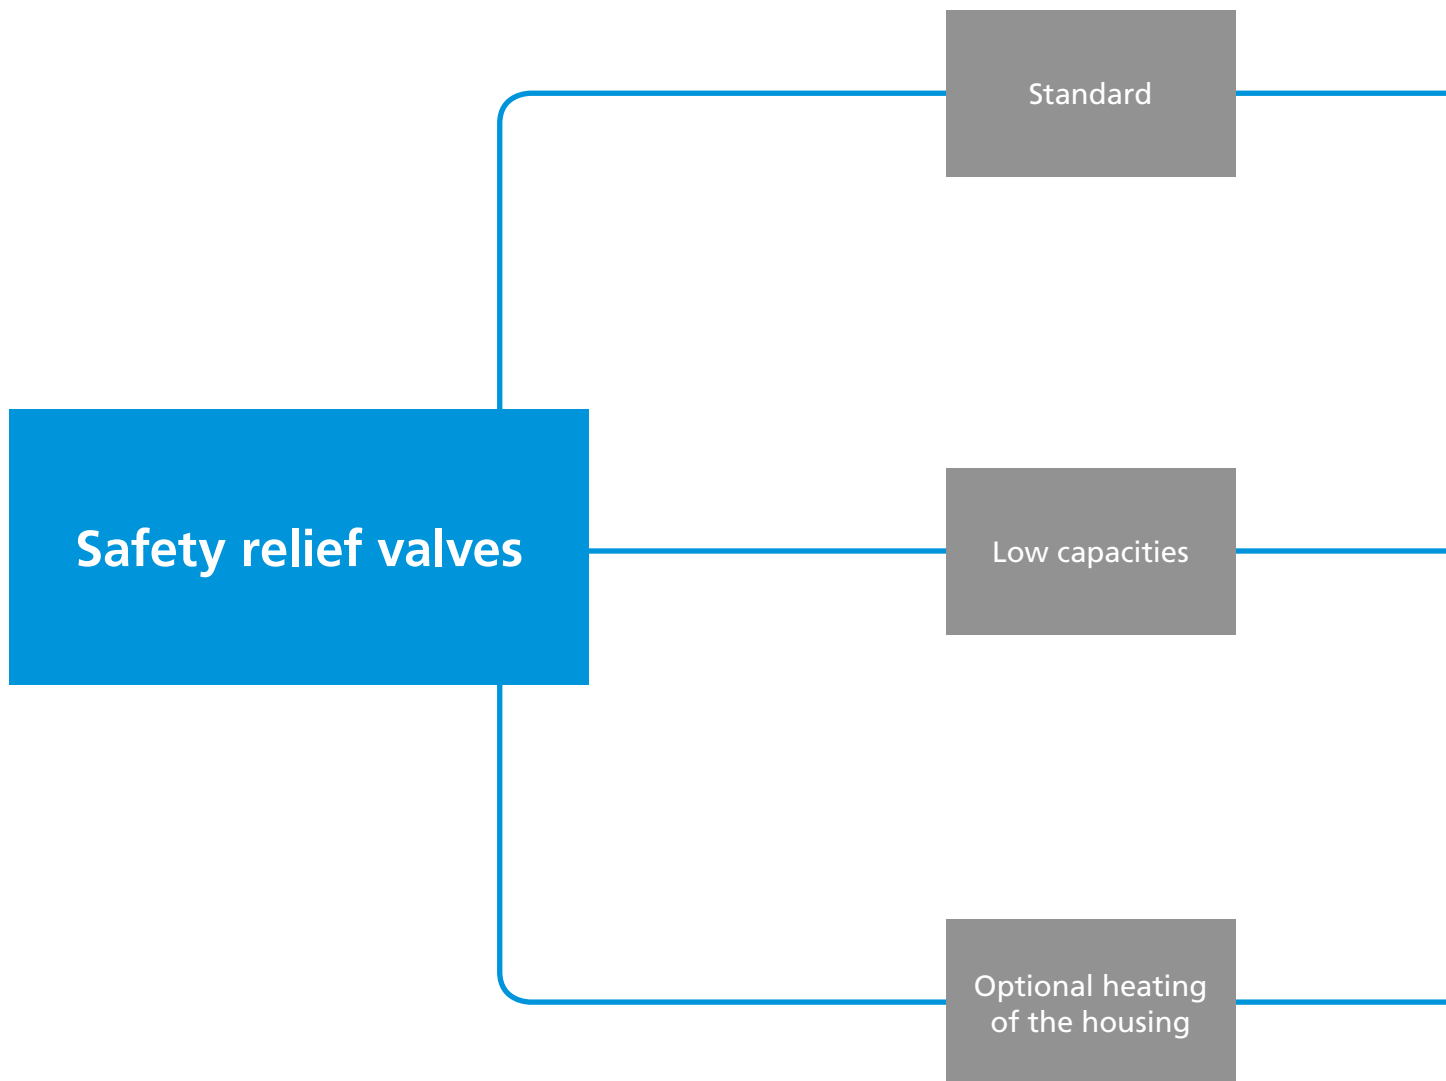 Standard
Safety relief valves
Low capacities
Optional heating
of the housing